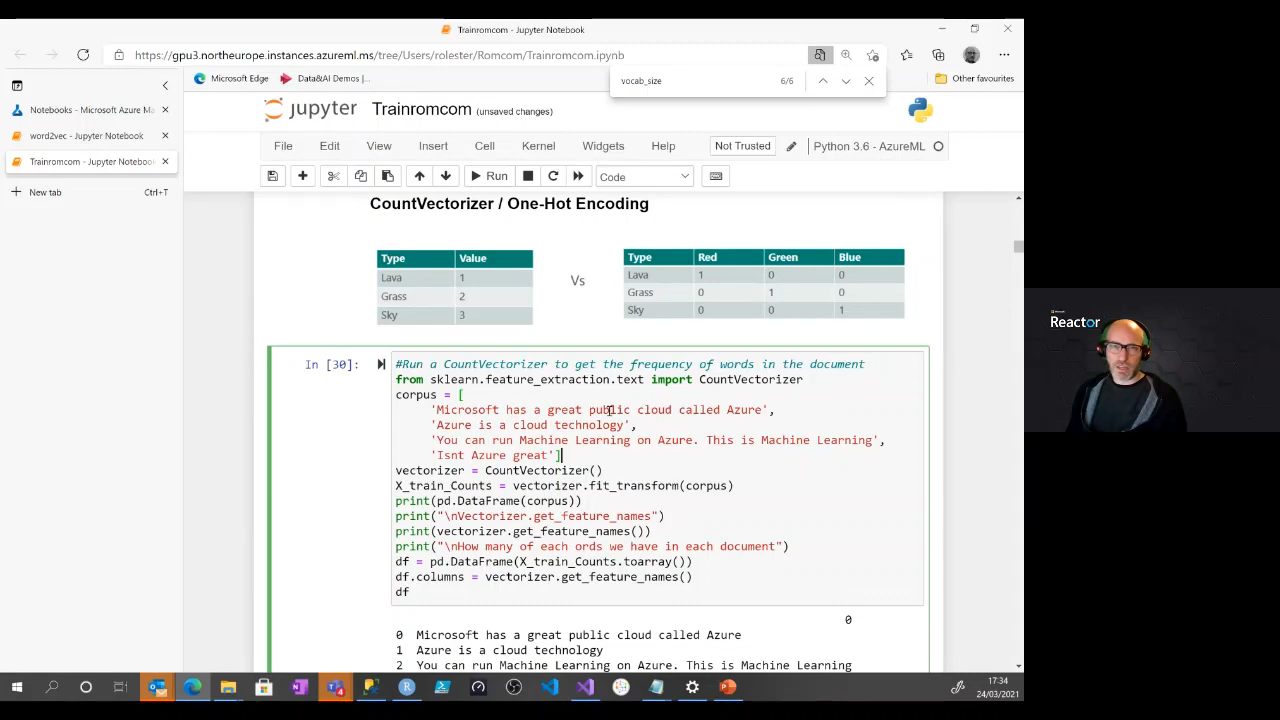 Trainromcom - Jupyter Notebook
https://gpu3.northeurope.instances.azureml.ms/tree/Users/rolester/Romcom/Trainromcom.ipynb
Microsoft Edge
Data&AI Demos |...
Other favourites
vocab_size
6/6
Notebooks - Microsoft Azure Ma
word2vec - Jupyter Notebook
Trainromcom - Jupyter Noteboo
New tab
Ctrl+T
jupyter
Trainromcom (unsaved changes)
File
Edit
View
Insert
Cell
Kernel
Widgets
Help
Not Trusted
Python 3.6 - AzureML
Run
Code
CountVectorizer / One-Hot Encoding
Type Value
Lava 1
Grass 2
Sky 3
Vs
Type Red Green Blue
Lava 1 0 0
Grass 0 1 0
Sky 0 0 1
In [30]:
#Run a CountVectorizer to get the frequency of words in the document
from sklearn.feature_extraction.text import CountVectorizer
corpus = [
'Microsoft has a great public cloud called Azure',
'Azure is a cloud technology',
'You can run Machine Learning on Azure. This is Machine Learning',
'Isnt Azure great']
vectorizer = CountVectorizer()
X_train_Counts = vectorizer.fit_transform(corpus)
print(pd.DataFrame(corpus))
print("\nVectorizer.get_feature_names")
print(vectorizer.get_feature_names())
print("\nHow many of each ords we have in each document")
df = pd.DataFrame(X_train_Counts.toarray())
df.columns = vectorizer.get_feature_names()
df
0
0 Microsoft has a great public cloud called Azure
1 Azure is a cloud technology
2 You can run Machine Learning on Azure. This is Machine Learning
Microsoft
Reactor
17:34
24/03/2021